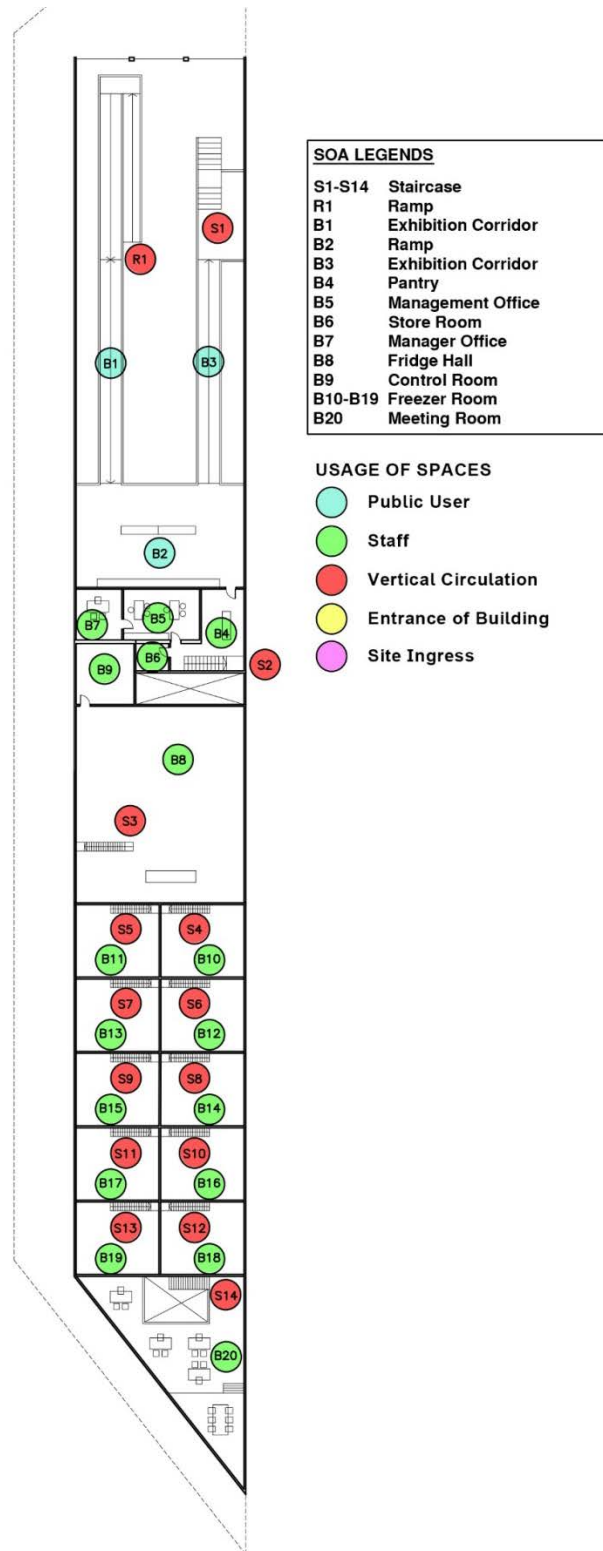 SOA LEGENDS
S1-S14 Staircase
R1 Ramp
B1 Exhibition Corridor
B2 Ramp
B3 Exhibition Corridor
B4 Pantry
B5 Management Office
B6 Store Room
B7 Manager Office
B8 Fridge Hall
B9 Control Room
B10-B19 Freezer Room
B20 Meeting Room
USAGE OF SPACES
Public User
Staff
Vertical Circulation
Entrance of Building
Site Ingress
S1
R1
B1 B3
B2
B7 B5 B4
B9 B6 S2
B8
S3
S5 S4
B11 B10
S7 S6
B13 B12
S9 S8
B15 B14
S11 S10
B17 B16
S13 S12
B19 B18
S14
B20